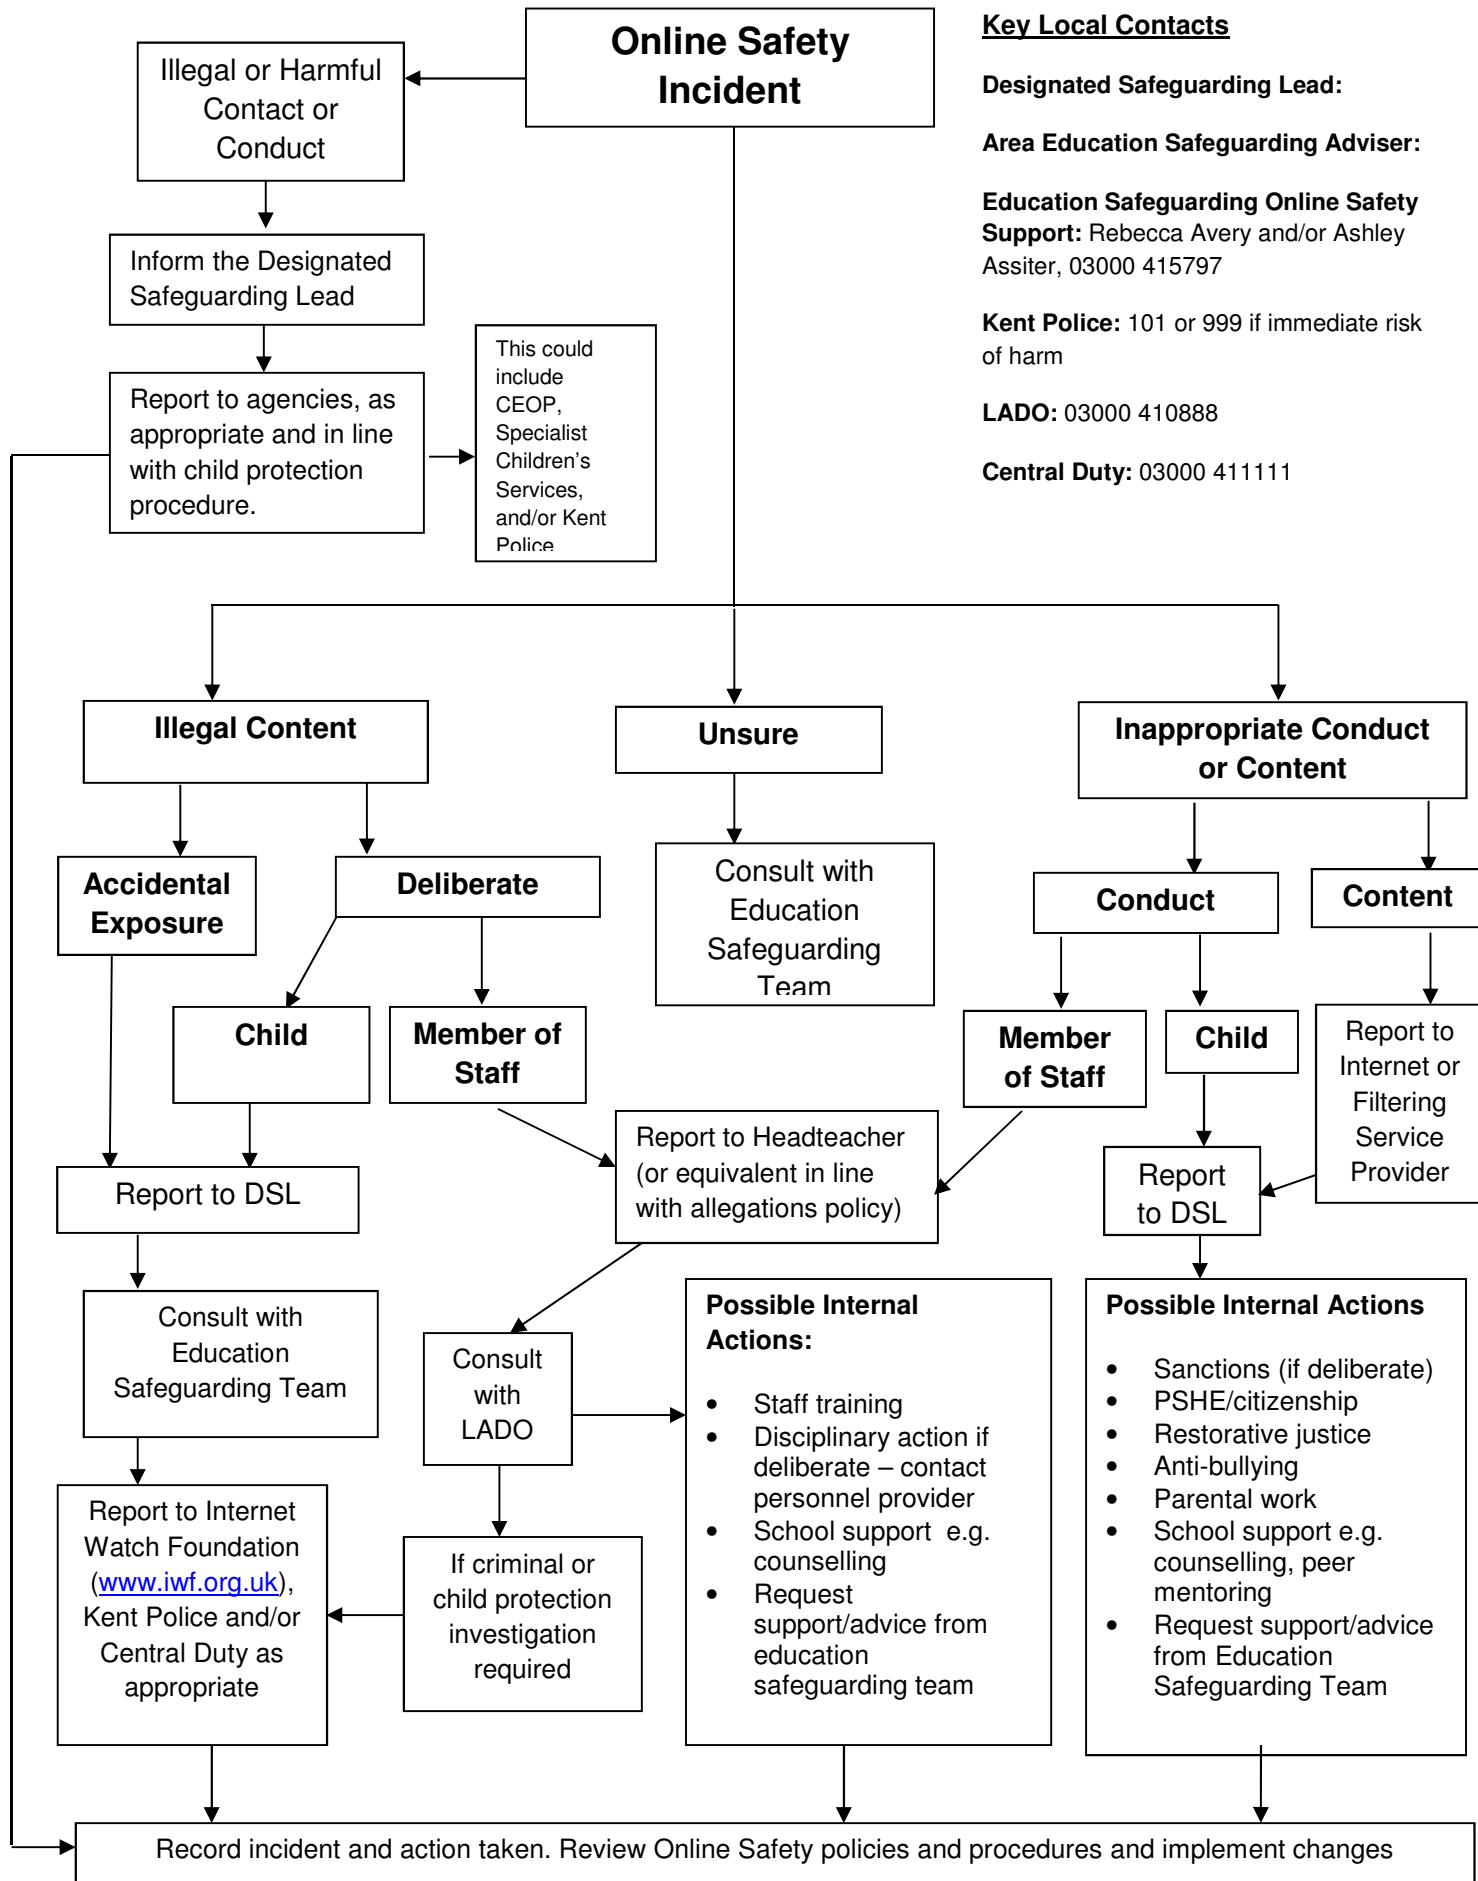 Online Safety
Incident
Key Local Contacts
Designated Safeguarding Lead:
Area Education Safeguarding Adviser:
Education Safeguarding Online Safety
Support: Rebecca Avery and/or Ashley
Assiter, 03000 415797
Kent Police: 101 or 999 if immediate risk
of harm
LADO: 03000 410888
Central Duty: 03000 411111
Illegal or Harmful
Contact or
Conduct
Inform the Designated
Safeguarding Lead
Report to agencies, as
appropriate and in line
with child protection
procedure.
This could
include
CEOP,
Specialist
Children's
Services,
and/or Kent
Police
Illegal Content
Unsure
Inappropriate Conduct
or Content
Accidental
Exposure
Deliberate
Consult with
Education
Safeguarding
Team
Conduct
Content
Child
Member of
Staff
Member
of Staff
Child
Report to
Internet or
Filtering
Service
Provider
Report to DSL
Report to Headteacher
(or equivalent in line
with allegations policy)
Report
to DSL
Consult with
Education
Safeguarding Team
Consult
with
LADO
Possible Internal
Actions:
• Staff training
• Disciplinary action if
deliberate – contact
personnel provider
• School support e.g.
counselling
• Request
support/advice from
education
safeguarding team
Possible Internal Actions
• Sanctions (if deliberate)
• PSHE/citizenship
• Restorative justice
• Anti-bullying
• Parental work
• School support e.g.
counselling, peer
mentoring
• Request support/advice
from Education
Safeguarding Team
Report to Internet
Watch Foundation
(www.iwf.org.uk),
Kent Police and/or
Central Duty as
appropriate
If criminal or
child protection
investigation
required
Record incident and action taken. Review Online Safety policies and procedures and implement changes